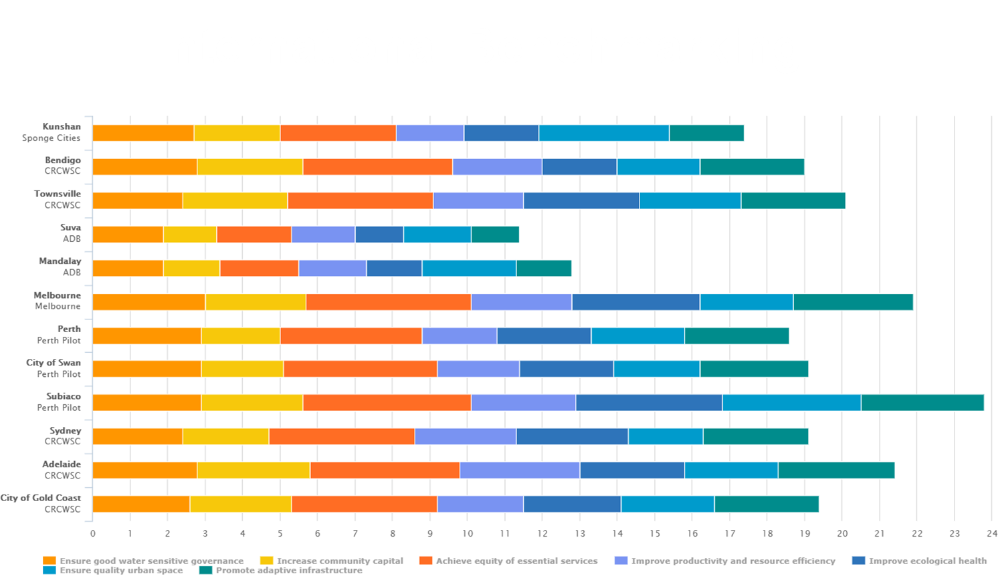 Kunshan
Sponge Cities
Bendigo
CRCWSC
Townsville
CRCWSC
Suva
ADB
Mandalay
ADB
Melbourne
Melbourne
Perth
Perth Pilot
City of Swan
Perth Pilot
Subiaco
Perth Pilot
Sydney
CRCWSC
Adelaide
CRCWSC
City of Gold Coast
CRCWSC
0 1 2 3 4 5 6 7 8 9 10 11 12 13 14 15 16 17 18 19 20 21 22 23 24
Ensure good water sensitive governance Increase community capital Achieve equity of essential services Improve productivity and resource efficiency Improve ecological health
Ensure quality urban space Promote adaptive infrastructure